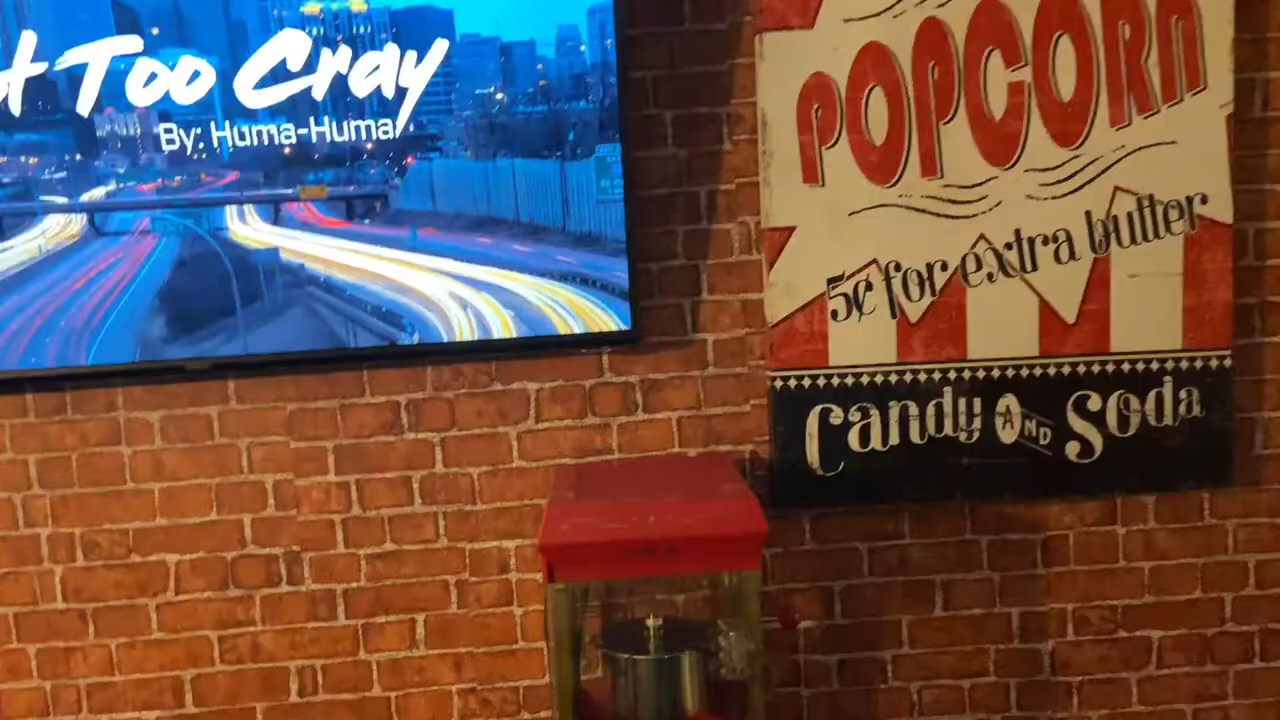 Too Cray
By: Huma-Huma
POPCORN
5¢ for extra butter
Candy AND Soda